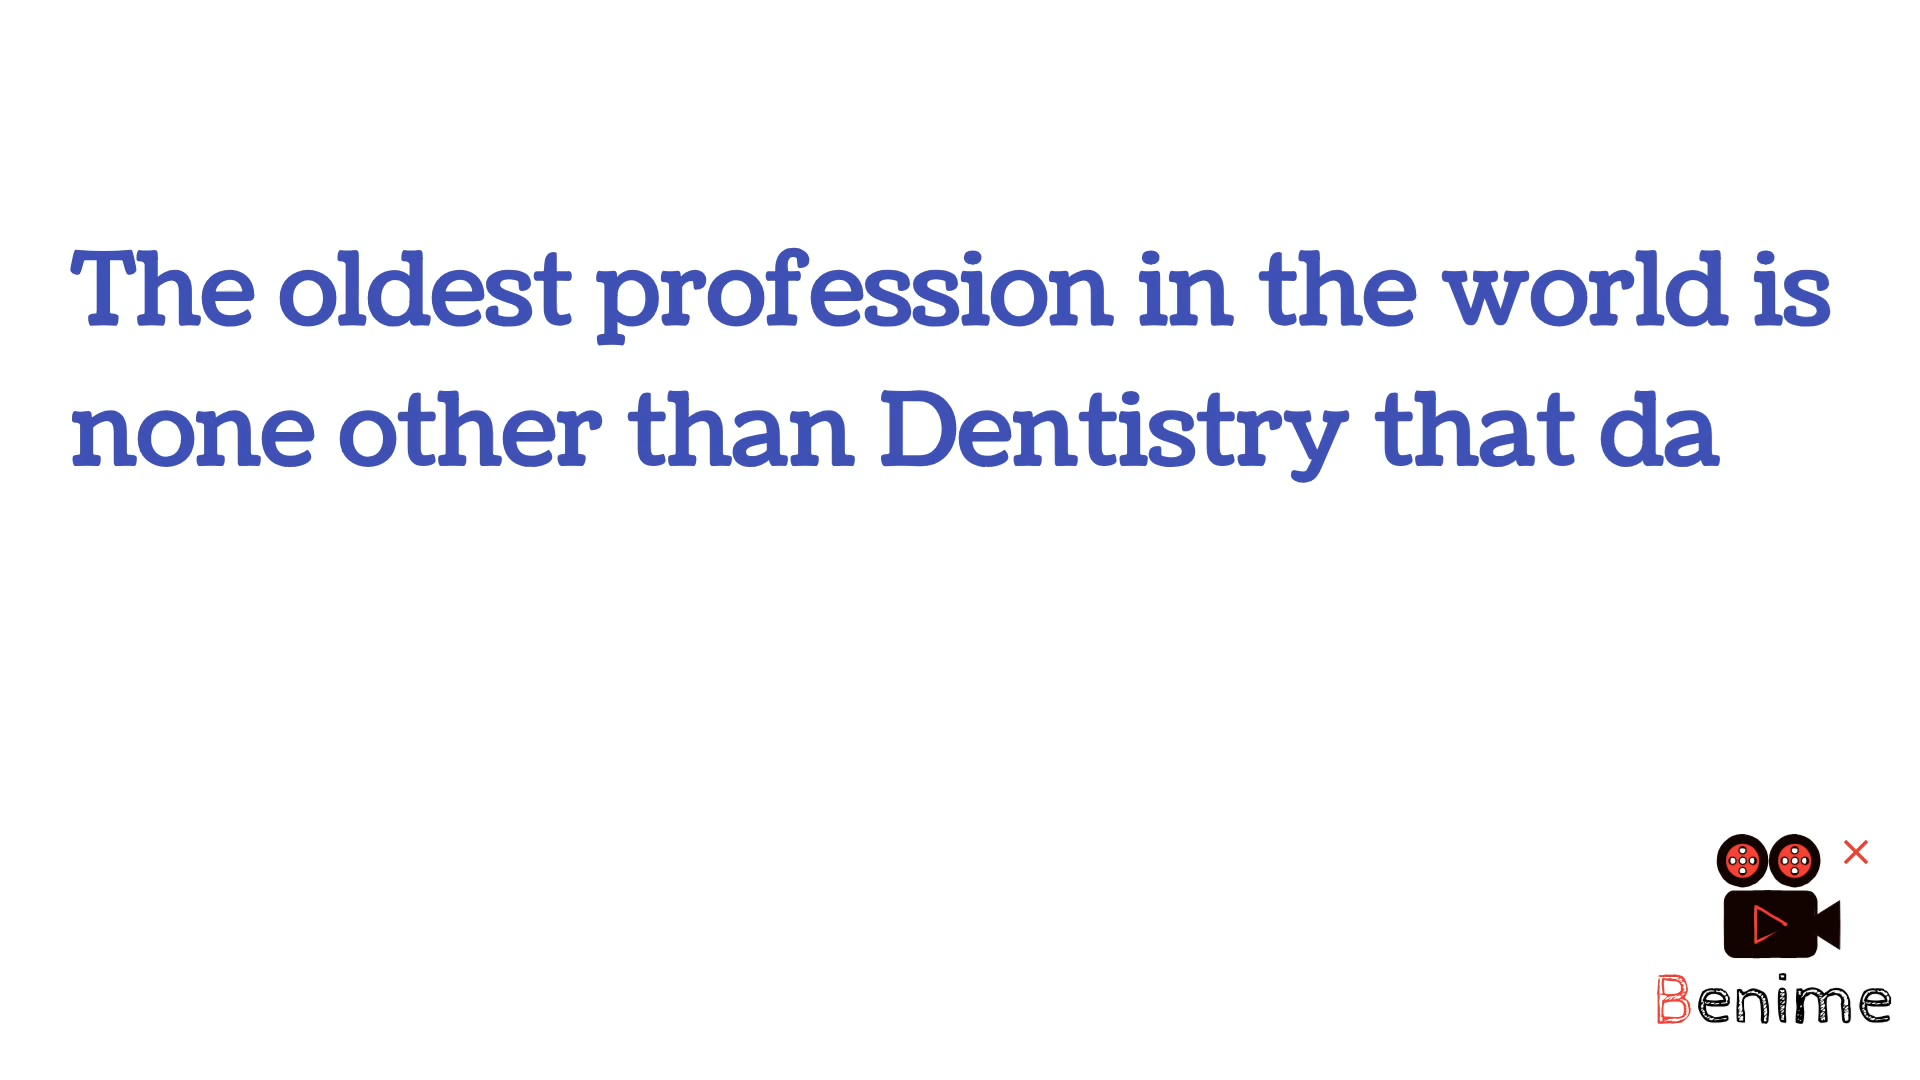 The oldest profession in the world is
none other than Dentistry that da
Benime